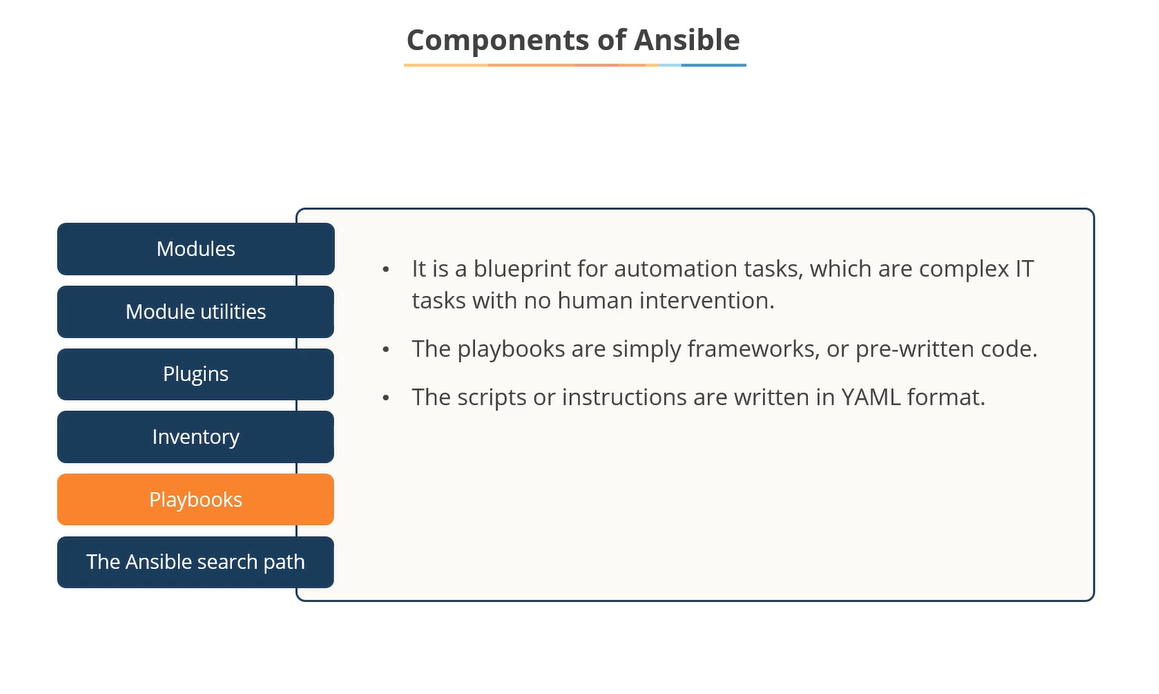 Components of Ansible
Modules
Module utilities
Plugins
Inventory
Playbooks
The Ansible search path
• It is a blueprint for automation tasks, which are complex IT
tasks with no human intervention.
• The playbooks are simply frameworks, or pre-written code.
• The scripts or instructions are written in YAML format.